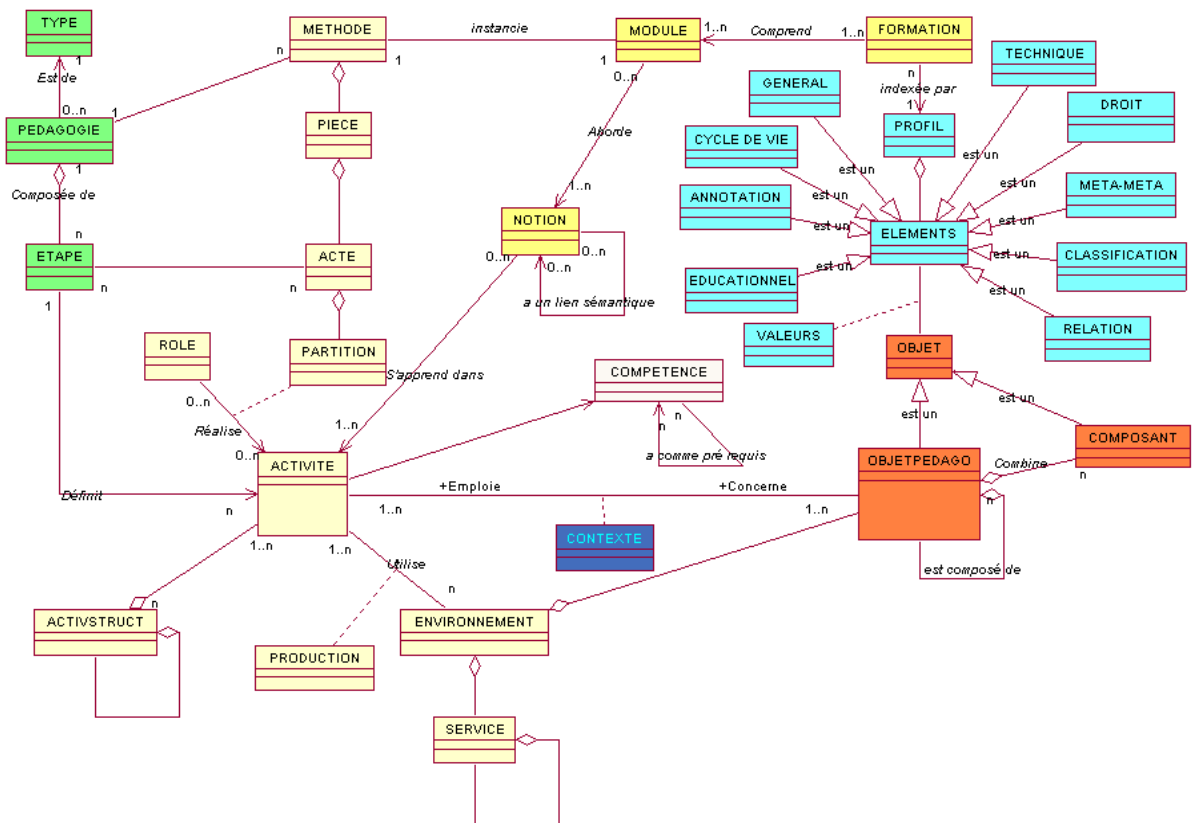 TYPE
METHODE
instancie
MODULE
1..n
Comprend
1..n
FORMATION
TECHNIQUE
1
n
1
1
0..n
n
Est de
GENERAL
indexée par
1
DROIT
0..n
1
PEDAGOGIE
PIECE
Aborde
CYCLE DE VIE
PROFIL
est un
est un
est un
1
Composée de
est un
ANNOTATION
META-META
1..n
NOTION
est un
ELEMENTS
est un
n
ETAPE
ACTE
0..n
0..n
0..n
est un
EDUCATIONNEL
est un
CLASSIFICATION
n
n
1
a un lien sémantique
est un
VALEURS
RELATION
ROLE
PARTITION
S'apprend dans
COMPETENCE
OBJET
0..n
n
n
est un
est un
Réalise
1..n
0..n
ACTIVITE
a comme pré requis
OBJETPEDAGO
Combine
COMPOSANT
n
Définit
+Emploie
+Concerne
n
n
1..n
1..n
CONTEXTE
1..n
1..n
Utilise
est composé de
n
n
ACTIVSTRUCT
ENVIRONNEMENT
PRODUCTION
SERVICE